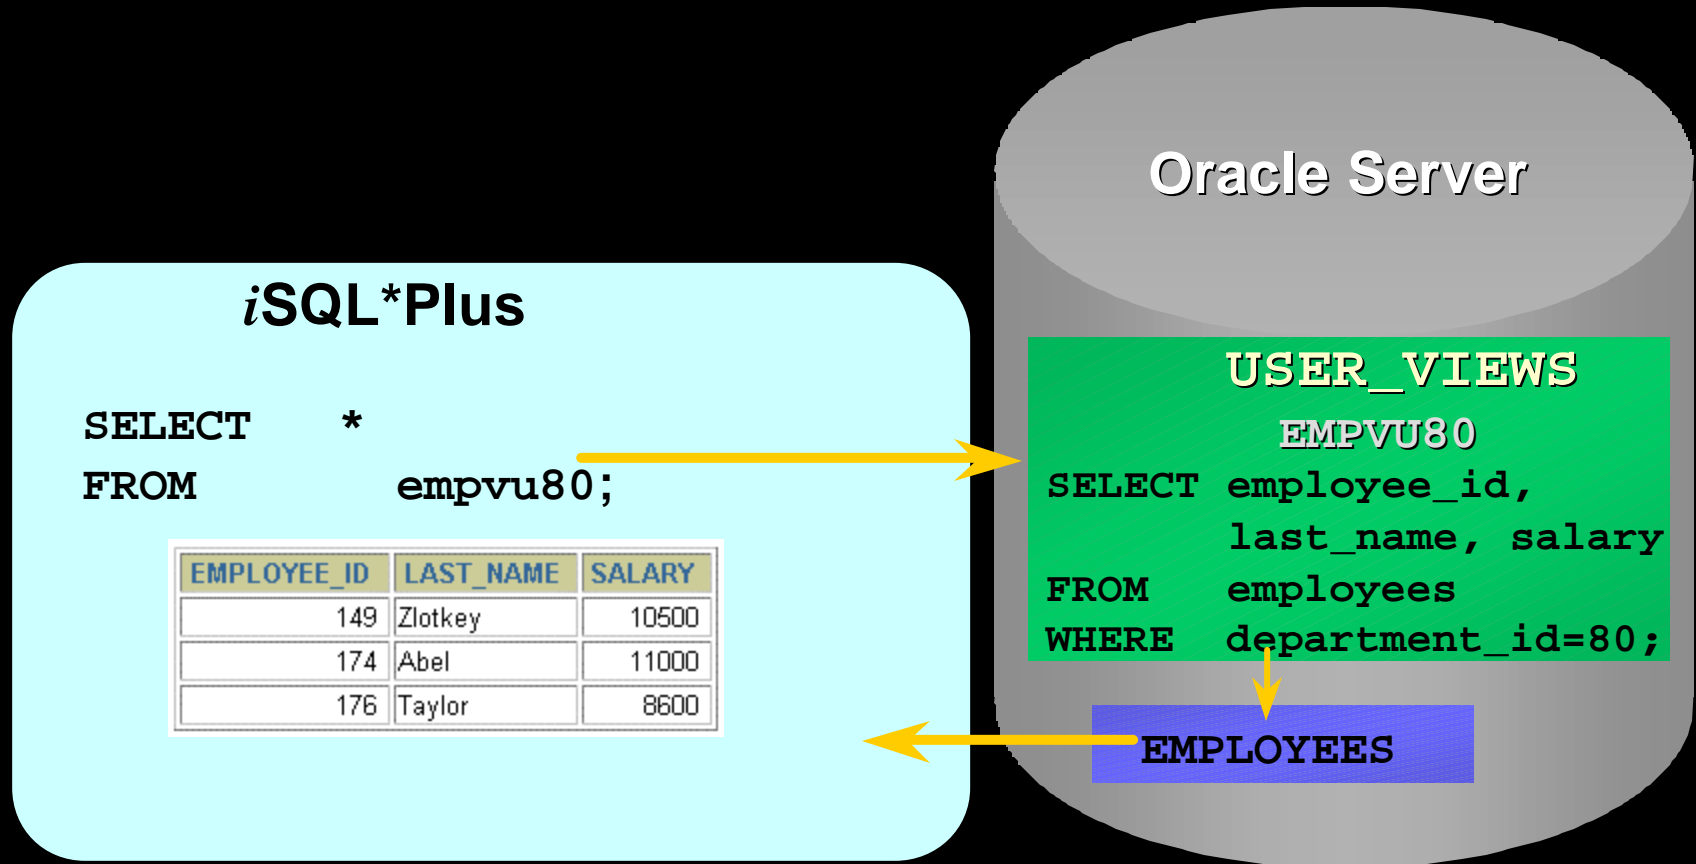 Oracle Server
iSQL*Plus
SELECT *
FROM empvu80;
EMPLOYEE_ID LAST_NAME SALARY
149 Zlotkey 10500
174 Abel 11000
176 Taylor 8600
USER_VIEWS
EMPVU80
SELECT employee_id,
last_name, salary
FROM employees
WHERE department_id=80;
EMPLOYEES